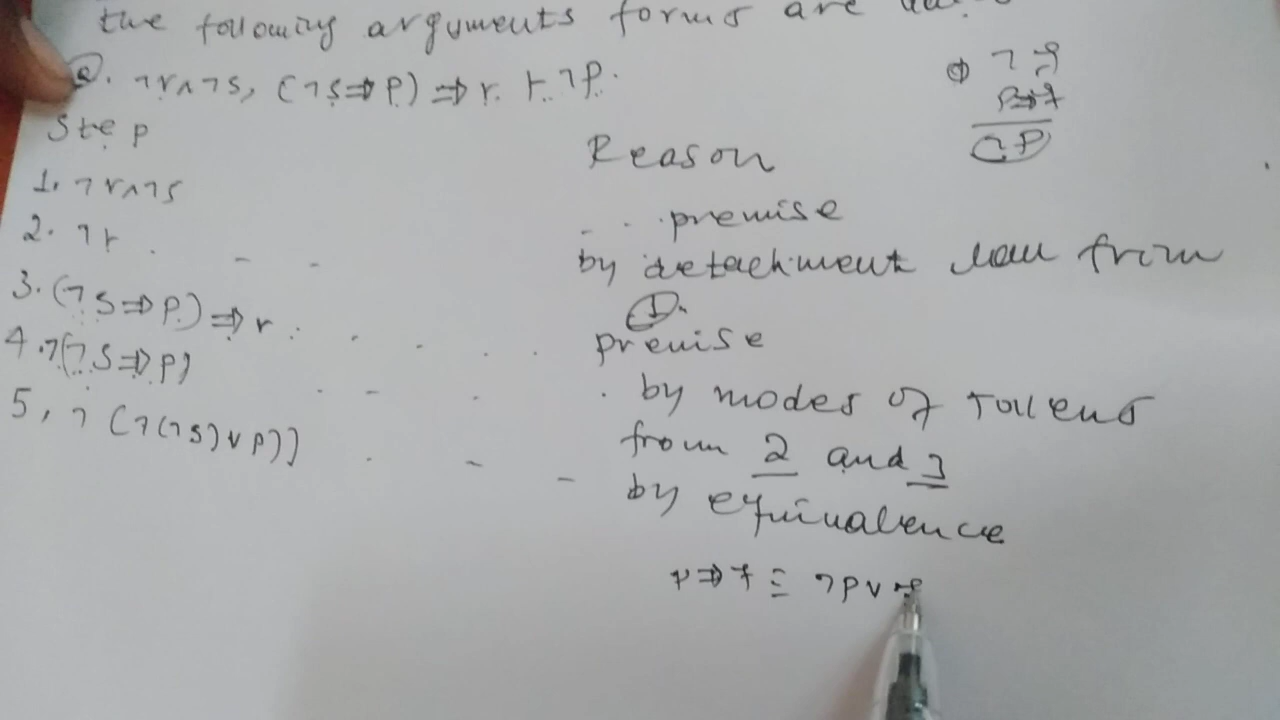 the following arguments forms are
a. ¬r∧¬s, (¬s⇒p)⇒r ⊢ ¬p.
① ¬q
p⇒q
¬p
Step
Reason
1. ¬r∧¬s
premise
2. ¬r
by detachment law from
①.
3. (¬s⇒p)⇒r
premise
4. ¬(¬s⇒p)
by modes of Tollens
from 2 and 3
5, ¬(¬(¬s)∨p))
by equivalence
p⇒q ≡ ¬p∨q